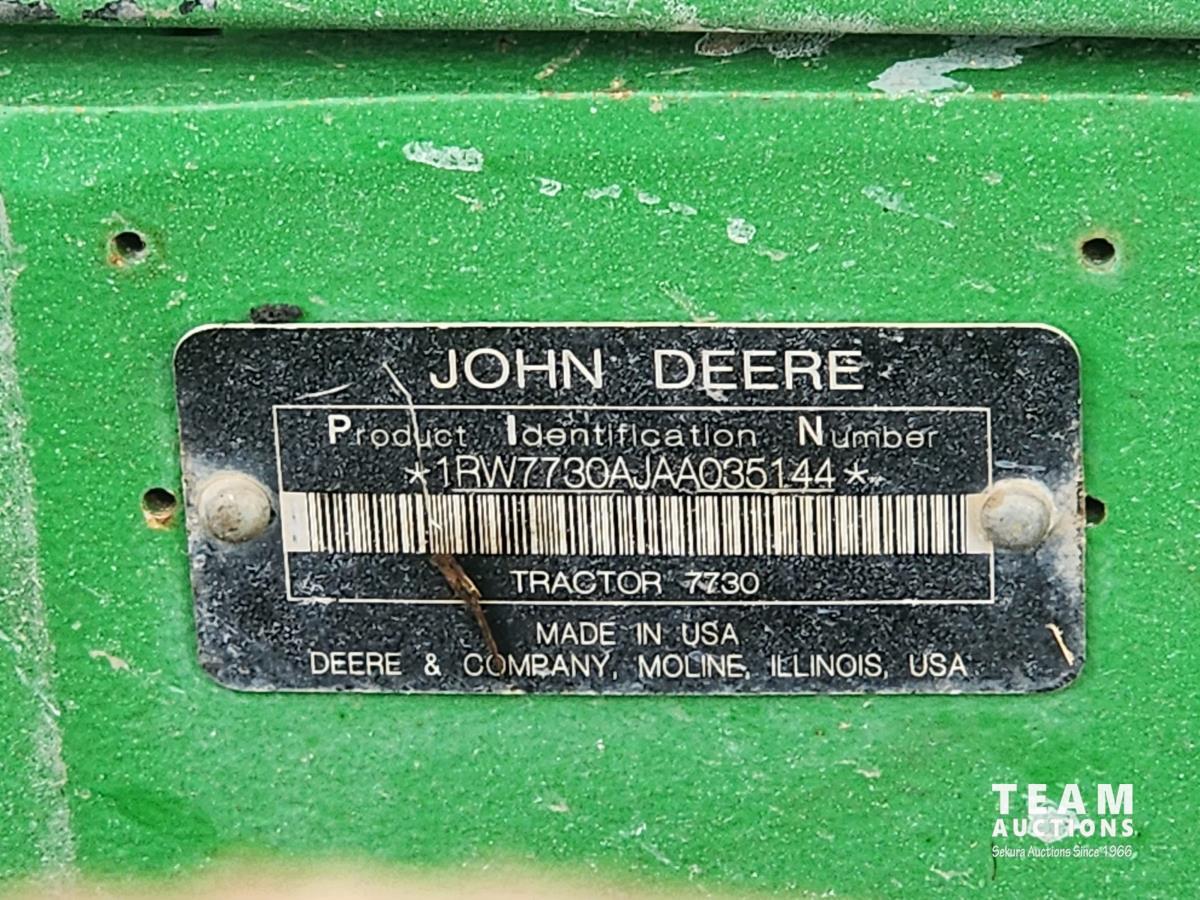 JOHN DEERE
Product Identification Number
*1RW7730AJAA035144*
TRACTOR 7730
MADE IN USA
DEERE & COMPANY, MOLINE, ILLINOIS, USA
TEAM
AUCTIONS
Sekura Auctions Since 1966